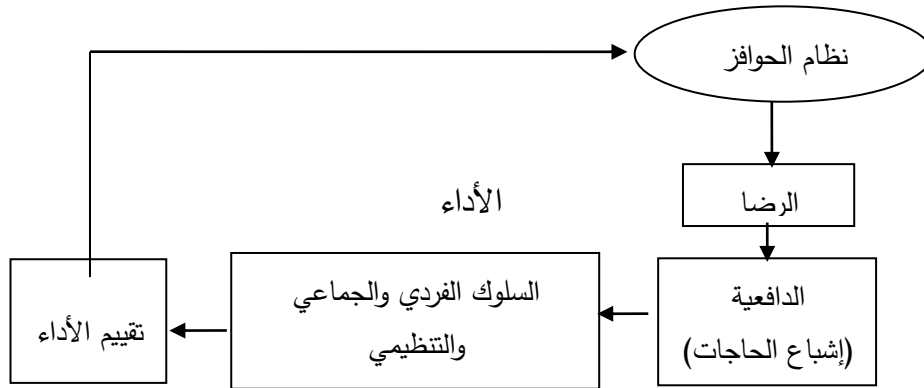 نظام الحوافز
الرضا
الأداء
الدافعية
(إشباع الحاجات)
السلوك الفردي والجماعي
والتنظيمي
تقييم الأداء